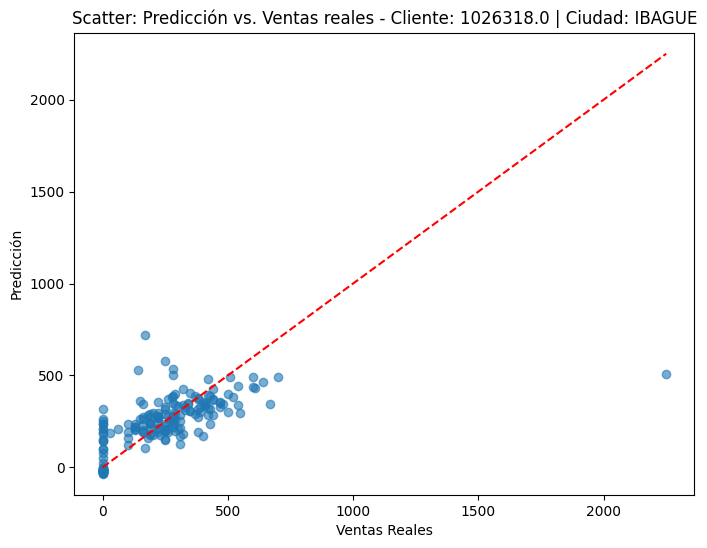 Scatter: Predicción vs. Ventas reales - Cliente: 1026318.0 | Ciudad: IBAGUE
Predicción
2000
1500
1000
500
0
0 500 1000 1500 2000
Ventas Reales